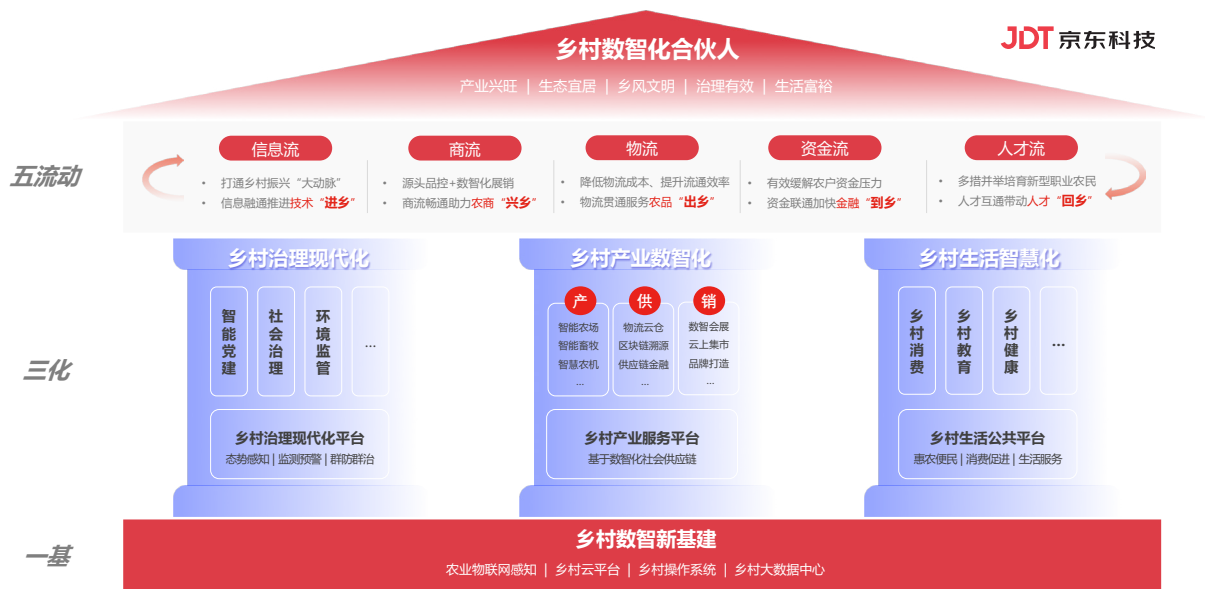 JDT 京东科技
乡村数智化合伙人
产业兴旺 | 生态宜居 | 乡风文明 | 治理有效 | 生活富裕
五流动
信息流
• 打通乡村振兴“大动脉”
• 信息融通推进技术“进乡”
商流
• 源头品控+数智化展销
• 商流畅通助力农商“兴乡”
物流
• 降低物流成本、提升流通效率
• 物流贯通服务农品“出乡”
资金流
• 有效缓解农户资金压力
• 资金联通加快金融“到乡”
人才流
• 多措并举培育新型职业农民
• 人才互通带动人才“回乡”
三化
乡村治理现代化
智能党建
社会治理
环境监管
...
乡村治理现代化平台
态势感知 | 监测预警 | 群防群治
乡村产业数智化
产
智能农场
智能畜牧
智慧农机
...
供
物流云仓
区块链溯源
供应链金融
...
销
数智会展
云上集市
品牌打造
...
乡村产业服务平台
基于数智化社会供应链
乡村生活智慧化
乡村消费
乡村教育
乡村健康
...
乡村生活公共平台
惠农便民 | 消费促进 | 生活服务
一基
乡村数智新基建
农业物联网感知 | 乡村云平台 | 乡村操作系统 | 乡村大数据中心